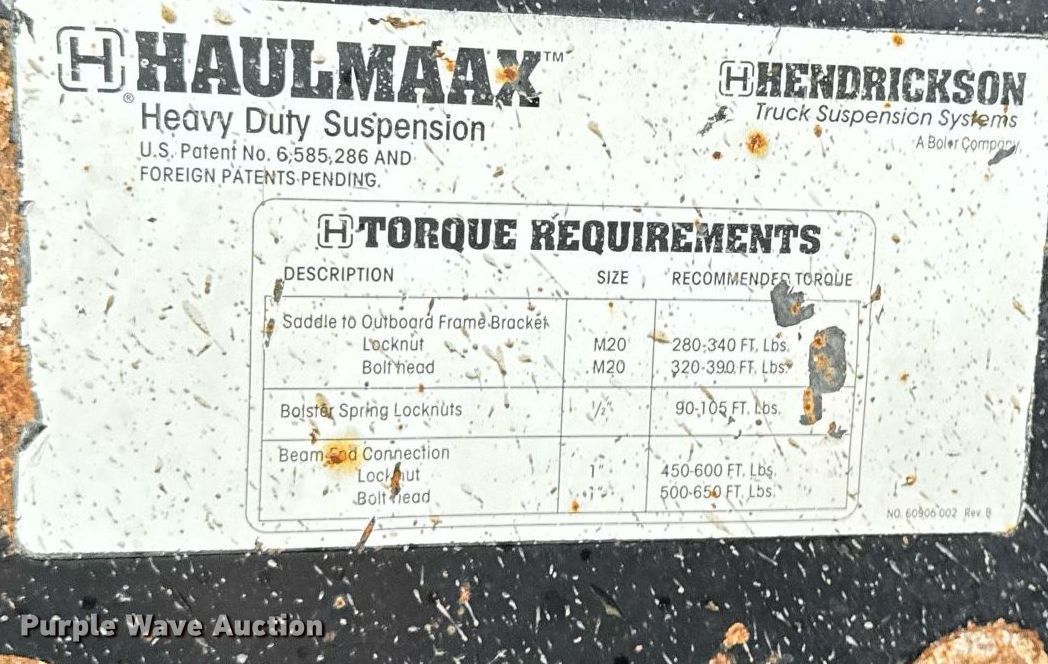 H HAULMAAX™
®
Heavy Duty Suspension
U.S. Patent No. 6,585,286 AND
FOREIGN PATENTS PENDING.
H HENDRICKSON
Truck Suspension Systems
A Boler Company
H TORQUE REQUIREMENTS
DESCRIPTION SIZE RECOMMENDED TORQUE
Saddle to Outboard Frame Bracket
Locknut M20 280-340 FT. Lbs.
Bolt head M20 320-390 FT. Lbs.
Bolster Spring Locknuts 1/2" 90-105 FT. Lbs.
Beam End Connection
Locknut 1" 450-600 FT. Lbs.
Bolt head 1" 500-650 FT. Lbs.
NO. 60906-002 Rev B
Purple Wave Auction